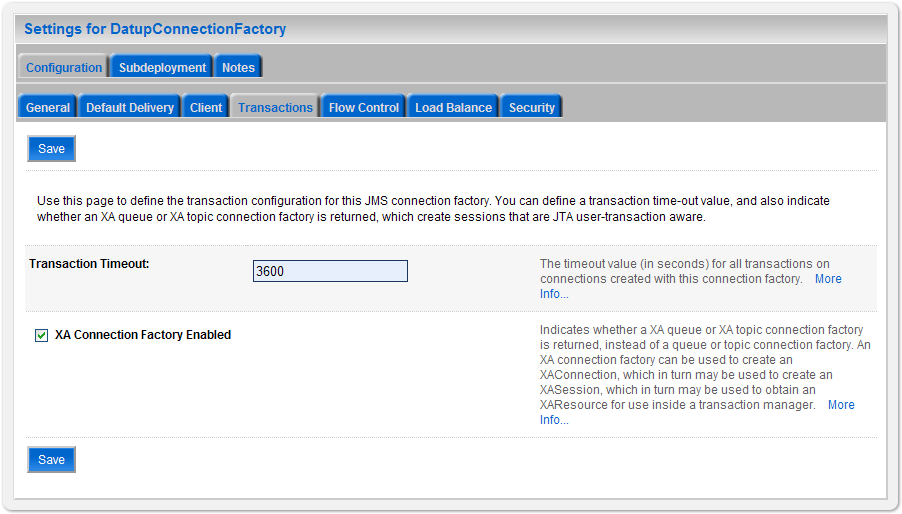 Settings for DatupConnectionFactory
Configuration Subdeployment Notes
General Default Delivery Client Transactions Flow Control Load Balance Security
Save
Use this page to define the transaction configuration for this JMS connection factory. You can define a transaction time-out value, and also indicate
whether an XA queue or XA topic connection factory is returned, which create sessions that are JTA user-transaction aware.
Transaction Timeout:
3600
The timeout value (in seconds) for all transactions on
connections created with this connection factory. More
Info...
XA Connection Factory Enabled
Indicates whether a XA queue or XA topic connection factory
is returned, instead of a queue or topic connection factory. An
XA connection factory can be used to create an
XAConnection, which in turn may be used to create an
XASession, which in turn may be used to obtain an
XAResource for use inside a transaction manager. More
Info...
Save